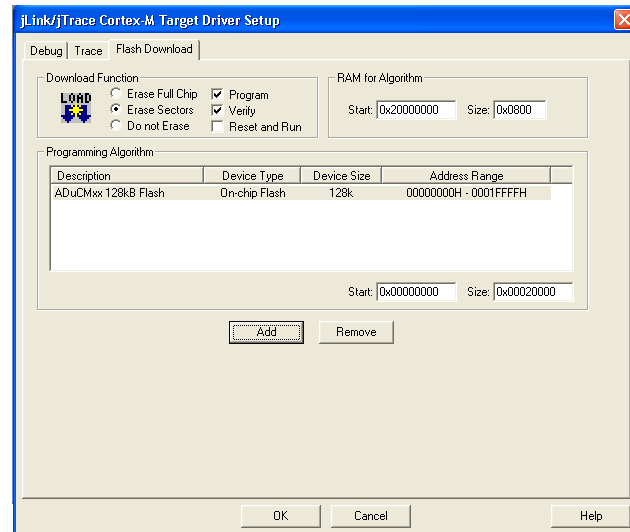 jLink/jTrace Cortex-M Target Driver Setup
Debug Trace Flash Download
Download Function
LOAD
Erase Full Chip Program
Erase Sectors Verify
Do not Erase Reset and Run
RAM for Algorithm
Start: 0x20000000 Size: 0x0800
Programming Algorithm
Description Device Type Device Size Address Range
ADuCMxx 128kB Flash On-chip Flash 128k 00000000H - 0001FFFFH
Start: 0x00000000 Size: 0x00020000
Add Remove
OK Cancel Help